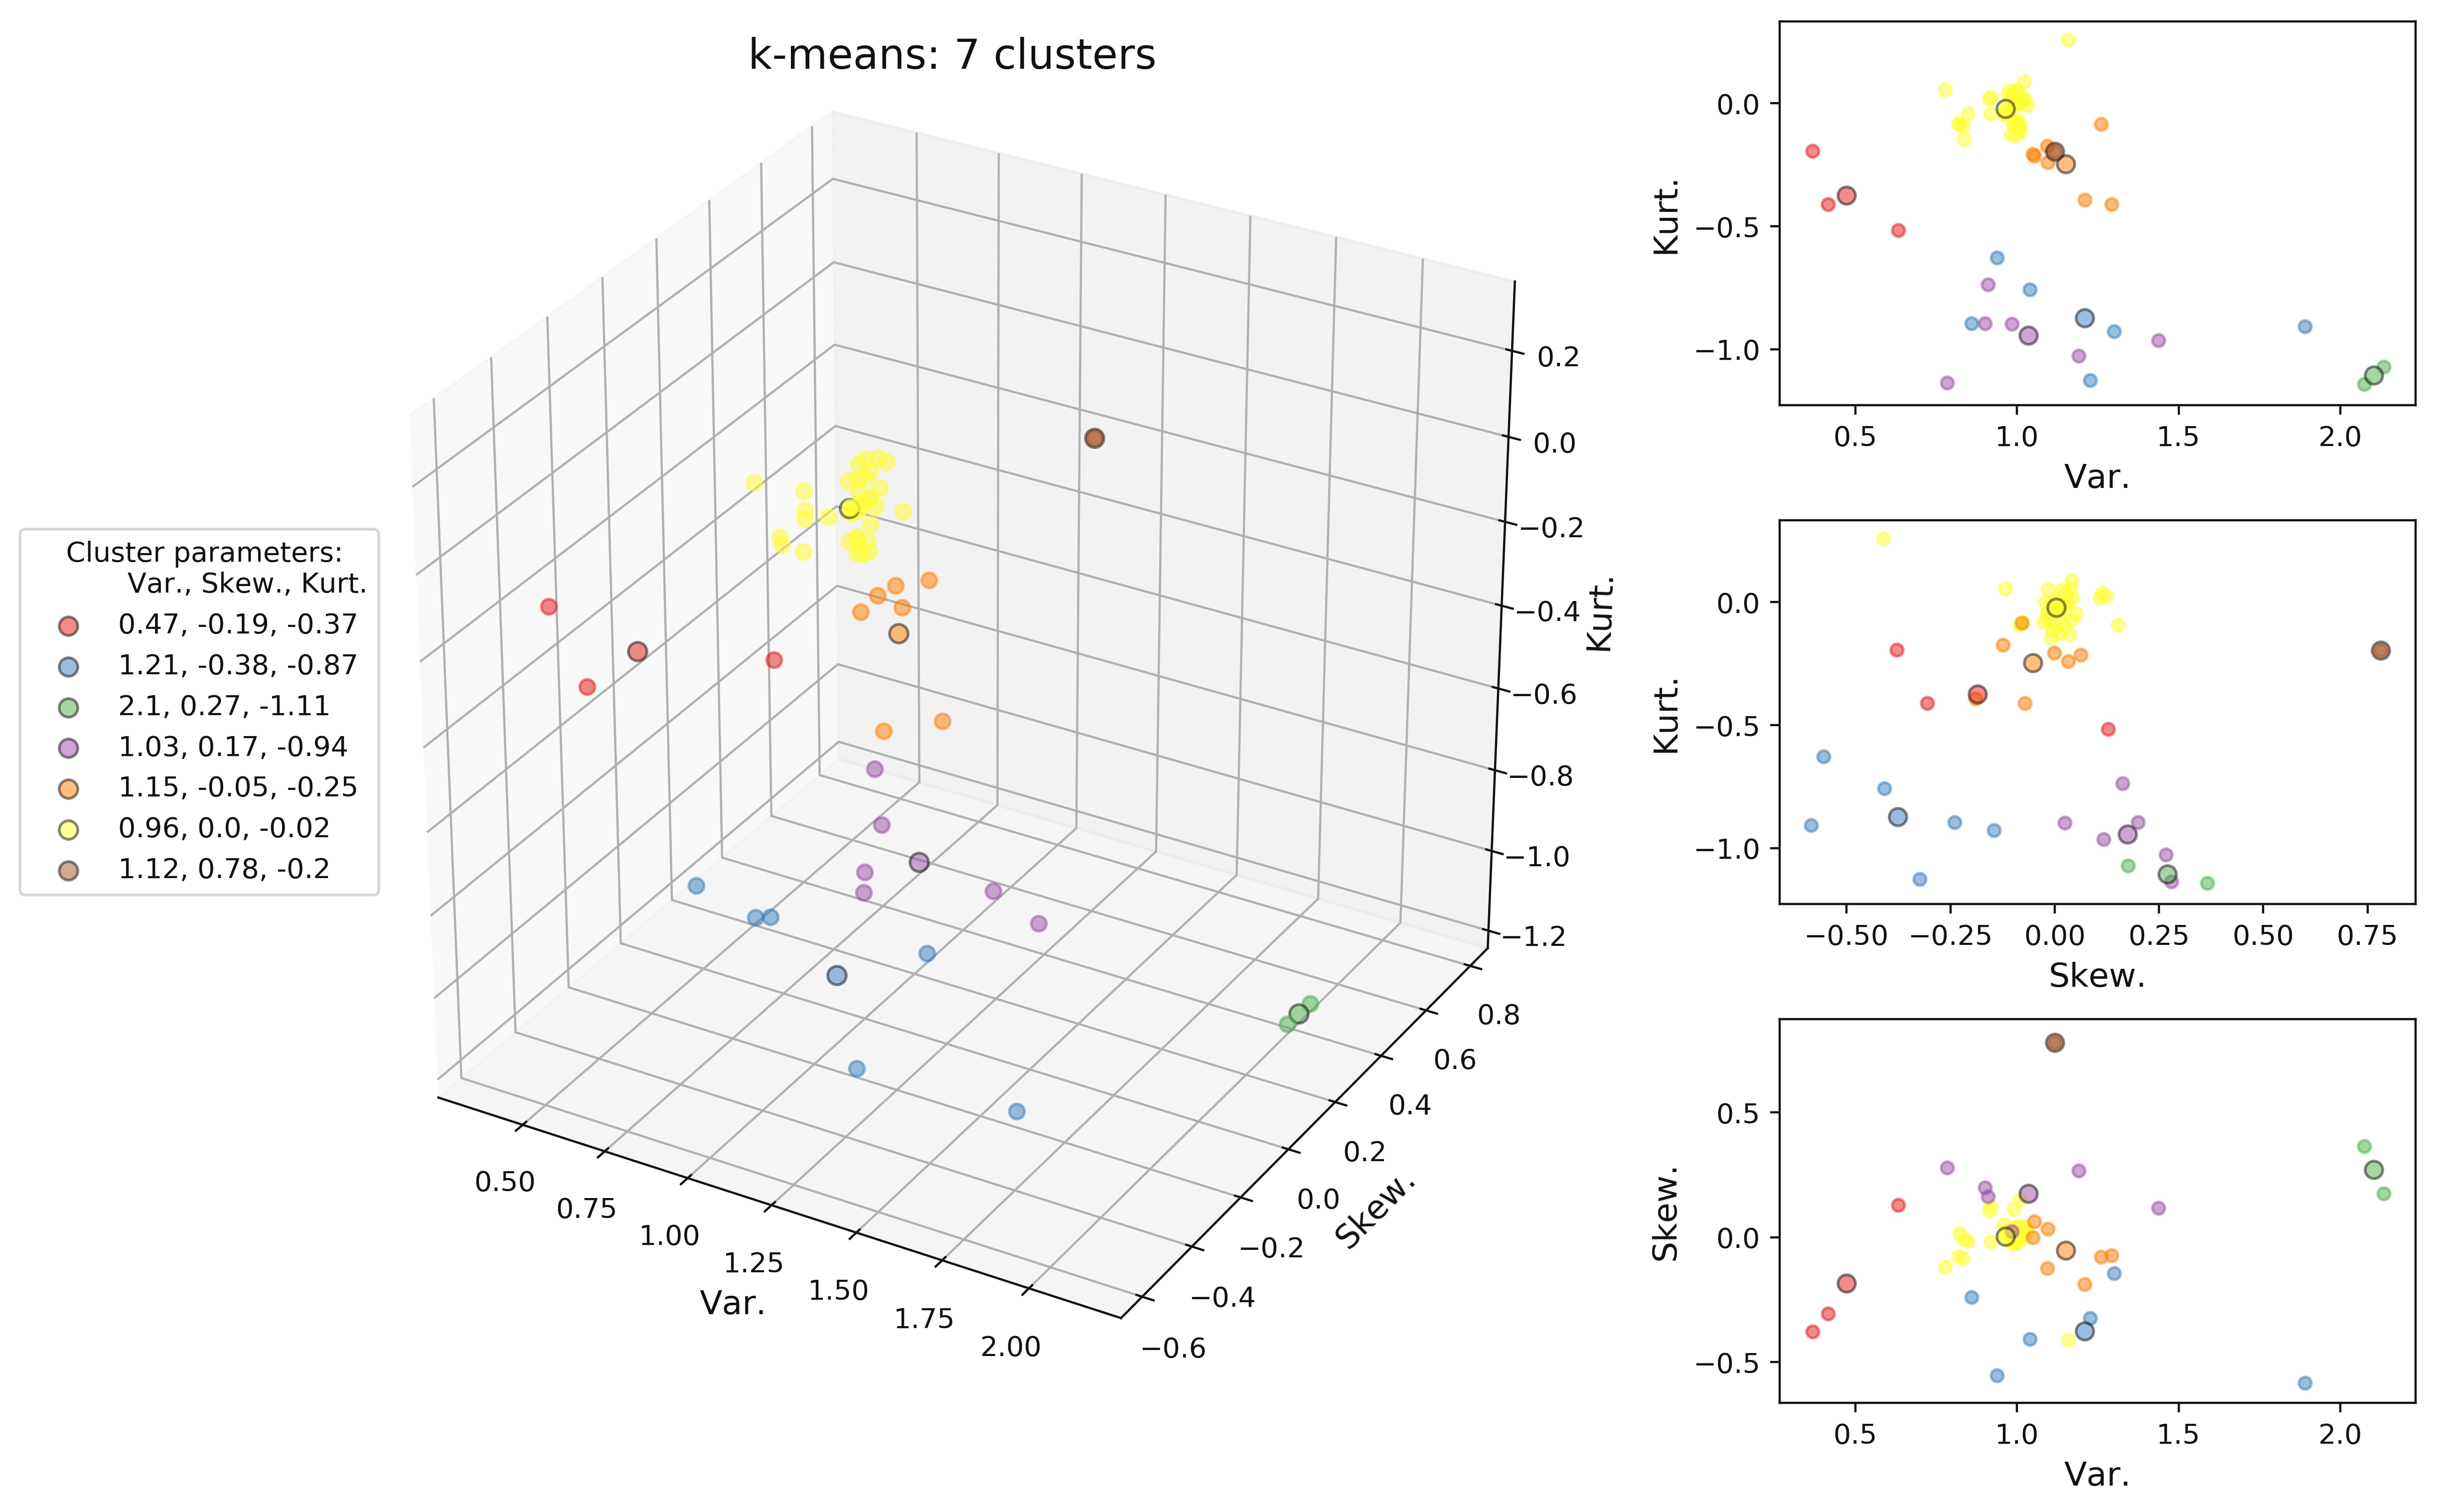 k-means: 7 clusters
Cluster parameters:
Var., Skew., Kurt.
0.47, -0.19, -0.37
1.21, -0.38, -0.87
2.1, 0.27, -1.11
1.03, 0.17, -0.94
1.15, -0.05, -0.25
0.96, 0.0, -0.02
1.12, 0.78, -0.2
0.50
0.75
1.00
1.25
1.50
1.75
2.00
Var.
−0.6
−0.4
−0.2
0.0
0.2
0.4
0.6
0.8
Skew.
0.2
0.0
−0.2
−0.4
−0.6
−0.8
−1.0
−1.2
Kurt.
0.0
−0.5
−1.0
Kurt.
0.5 1.0 1.5 2.0
Var.
0.0
−0.5
−1.0
Kurt.
−0.50 −0.25 0.00 0.25 0.50 0.75
Skew.
0.5
0.0
−0.5
Skew.
0.5 1.0 1.5 2.0
Var.